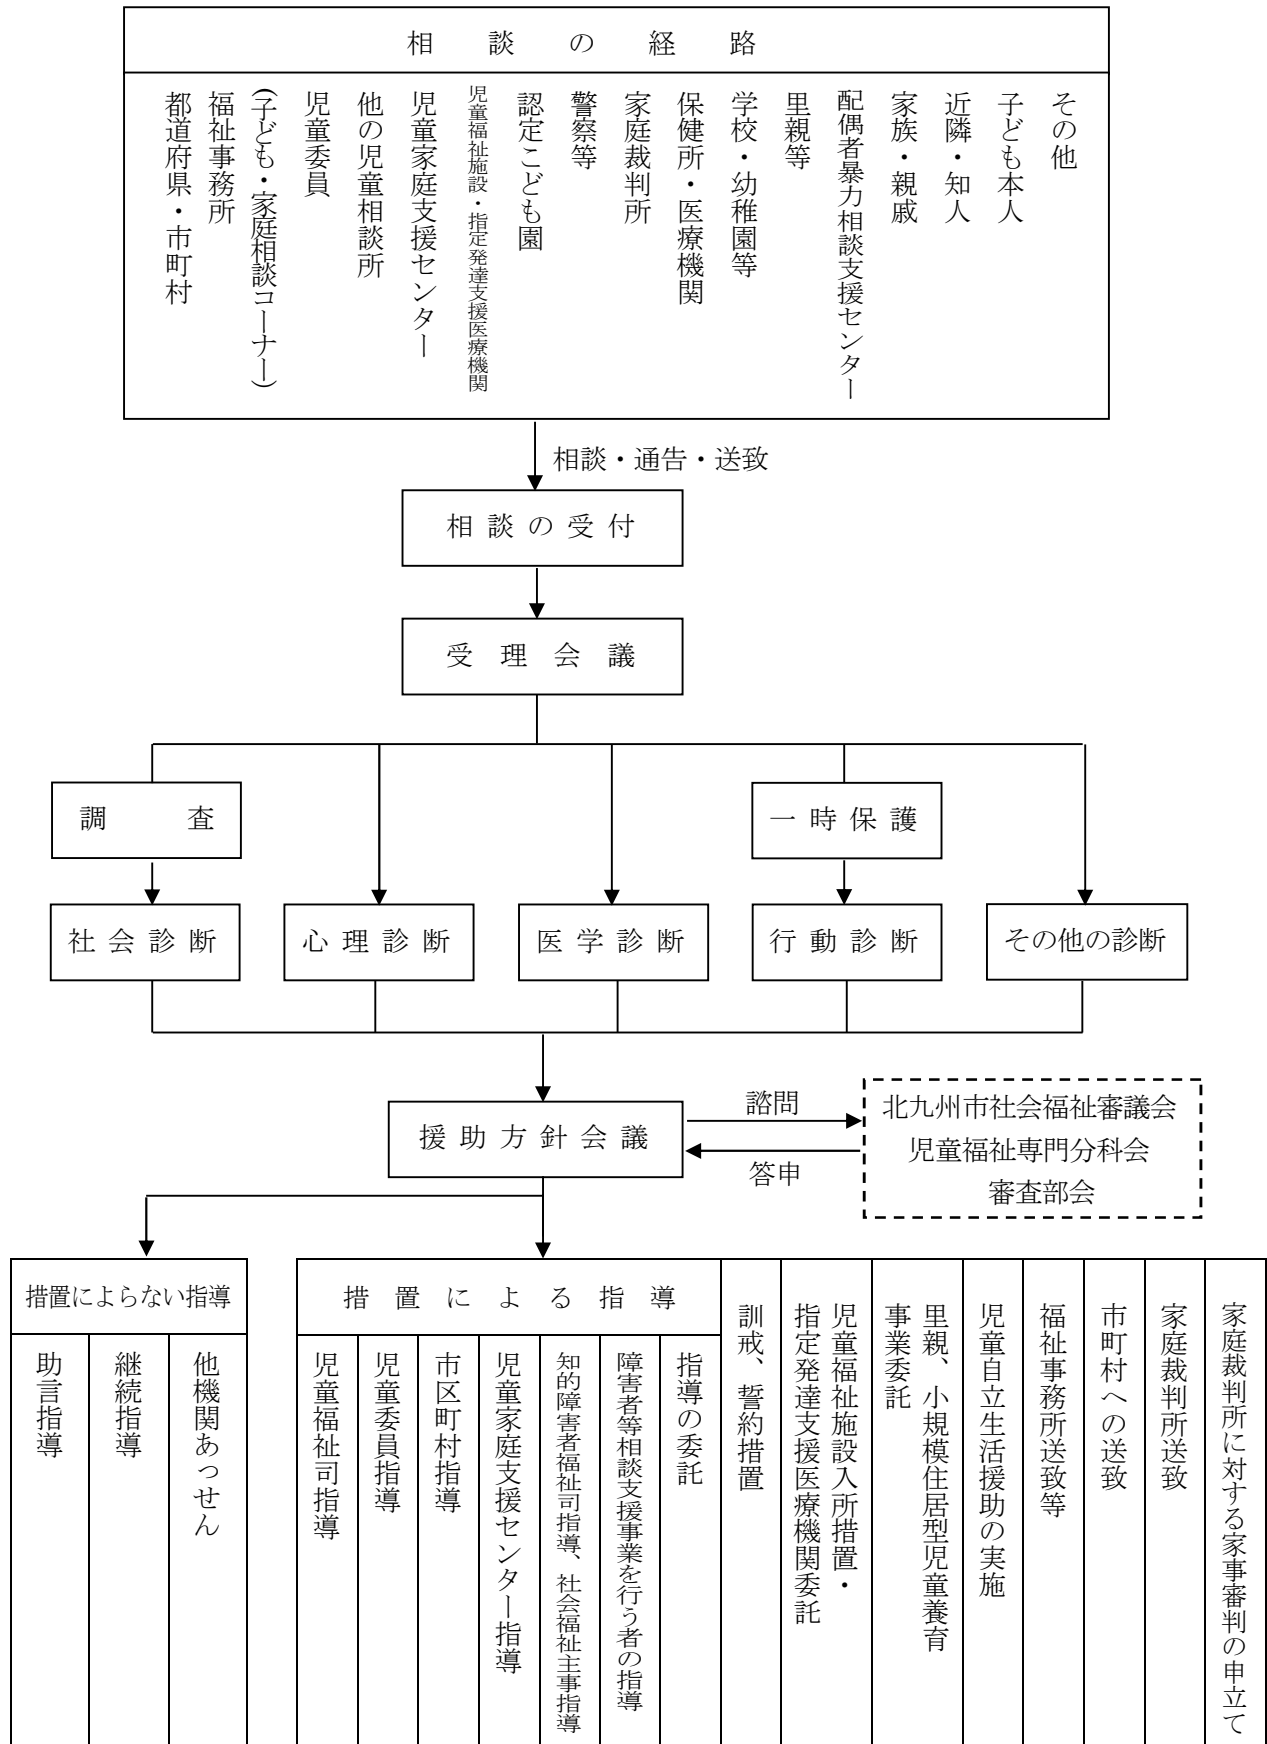 相談の経路
都道府県・市町村
福祉事務所
(子ども・家庭相談コーナー)
児童委員
他の児童相談所
児童家庭支援センター
児童福祉施設・指定発達支援医療機関
認定こども園
警察等
家庭裁判所
保健所・医療機関
学校・幼稚園等
里親等
配偶者暴力相談支援センター
家族・親戚
近隣・知人
子ども本人
その他
相談・通告・送致
相談の受付
受理会議
調査
一時保護
社会診断
心理診断
医学診断
行動診断
その他の診断
援助方針会議
諮問
答申
北九州市社会福祉審議会
児童福祉専門分科会
審査部会
措置によらない指導
助言指導
継続指導
他機関あっせん
措置による指導
児童福祉司指導
児童委員指導
市区町村指導
児童家庭支援センター指導
知的障害者福祉司指導、社会福祉主事指導
障害者等相談支援事業を行う者の指導
指導の委託
訓戒、誓約措置
児童福祉施設入所措置・
指定発達支援医療機関委託
里親、小規模住居型児童養育
事業委託
児童自立生活援助の実施
福祉事務所送致等
市町村への送致
家庭裁判所送致
家庭裁判所に対する家事審判の申立て